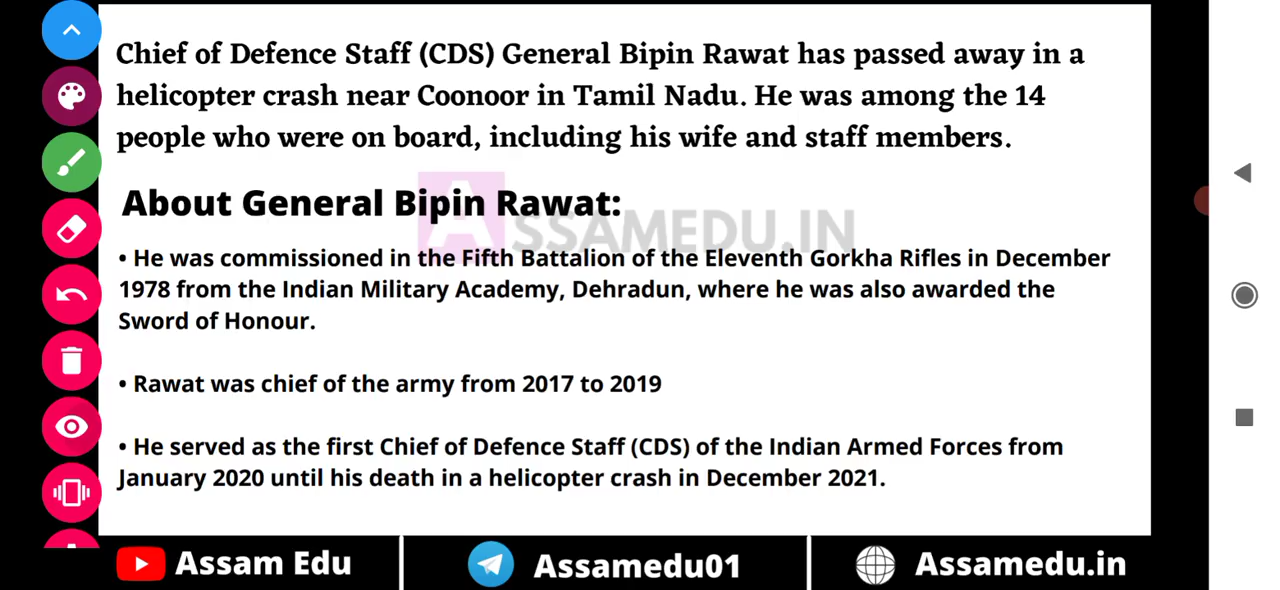 Chief of Defence Staff (CDS) General Bipin Rawat has passed away in a
helicopter crash near Coonoor in Tamil Nadu. He was among the 14
people who were on board, including his wife and staff members.
About General Bipin Rawat:
ASSAMEDU.IN
• He was commissioned in the Fifth Battalion of the Eleventh Gorkha Rifles in December
1978 from the Indian Military Academy, Dehradun, where he was also awarded the
Sword of Honour.
• Rawat was chief of the army from 2017 to 2019
• He served as the first Chief of Defence Staff (CDS) of the Indian Armed Forces from
January 2020 until his death in a helicopter crash in December 2021.
Assam Edu
Assamedu01
Assamedu.in